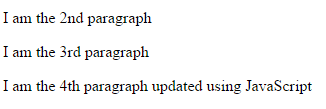 I am the 2nd paragraph
I am the 3rd paragraph
I am the 4th paragraph updated using JavaScript